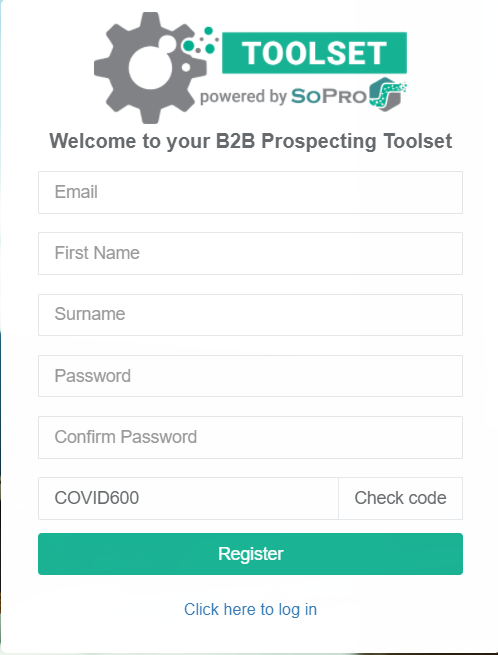 TOOLSET
powered by SOPRO
Welcome to your B2B Prospecting Toolset
Email
First Name
Surname
Password
Confirm Password
COVID600 Check code
Register
Click here to log in